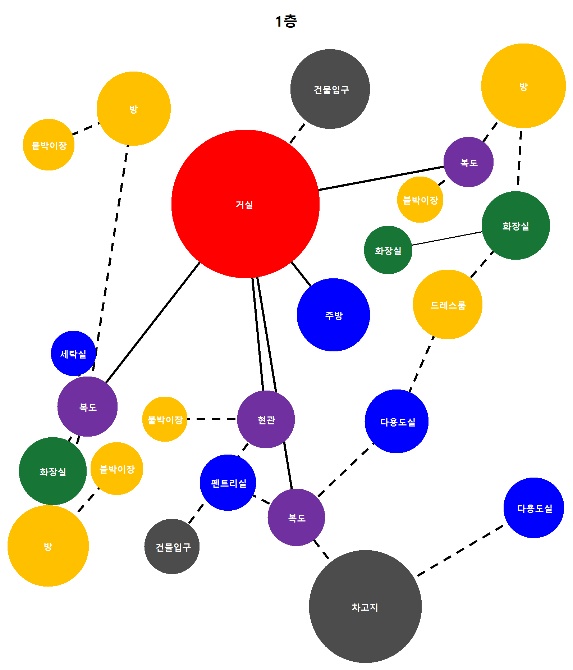 1층
건물입구
방
방
붙박이장
복도
붙박이장
거실
화장실
화장실
드레스룸
주방
세탁실
복도
붙박이장
현관
다용도실
화장실
붙박이장
펜트리실
다용도실
복도
방
건물입구
차고지